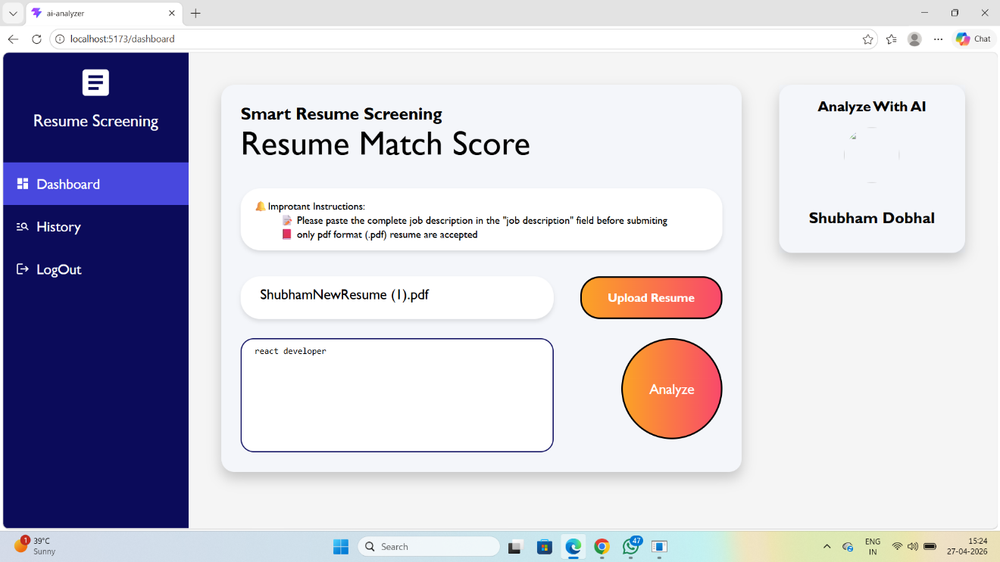 ai-analyzer
localhost:5173/dashboard
Chat
Resume Screening
Dashboard
History
LogOut
Smart Resume Screening
Resume Match Score
🔔Improtant Instructions:
📝 Please paste the complete job description in the "job description" field before submiting
📕 only pdf format (.pdf) resume are accepted
ShubhamNewResume (1).pdf
Upload Resume
react developer
Analyze
Analyze With AI
Shubham Dobhal
1
39°C
Sunny
Search
47
ENG
IN
15:24
27-04-2026